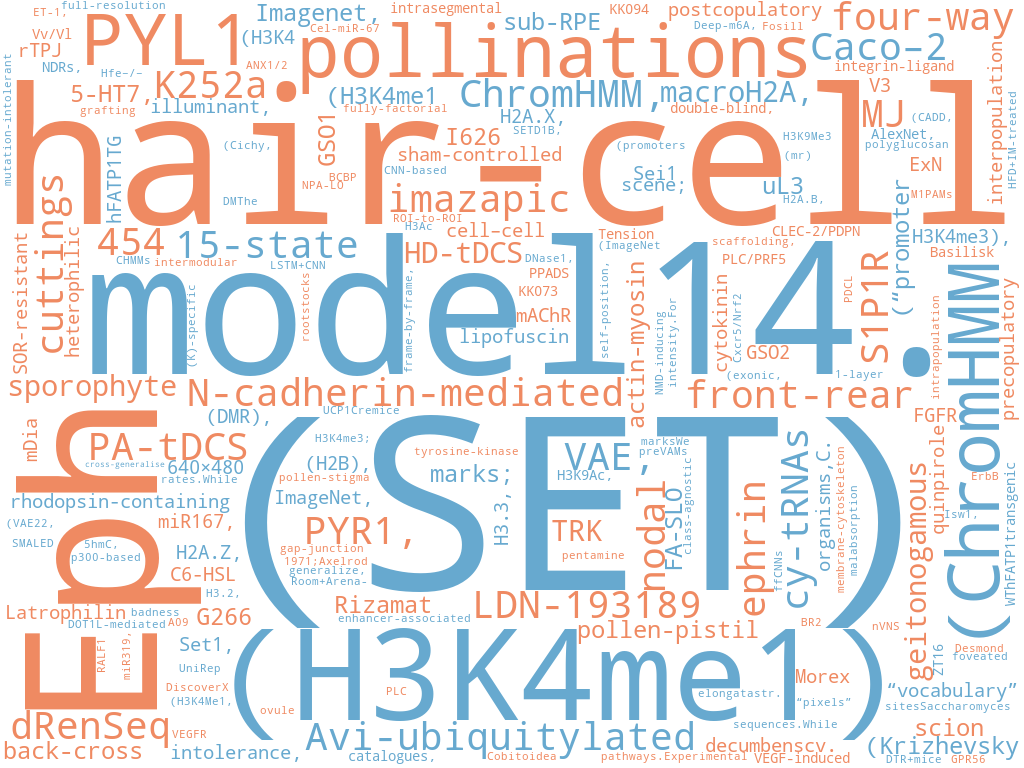 ET-1,
full-resolution
Imagenet,
intrasegmental
KKO94
postcopulatory
four-way
Vv/Vl
rTPJ
PYL1
(H3K4
Cel-miR-67
sub-RPE
Deep-m6A,
Fosill
pollinations
Caco-2
NDRs,
Hfe-/-
ANX1/2
integrin-ligand
mutation-intolerant
5-HT7,
K252a
(H3K4me1
ChromHMM,
macroH2A,
V3
interpopulation
grafting
illuminant,
fully-factorial
H2A.X,
double-blind,
MJ
(CADD,
hair-cell
hFATP1TG
(Cichy,
GSO1
I626
SETD1B,
(promoters
H3K9Me3
AlexNet,
polyglucosan
HFD+IM-treated
sham-controlled
(mr)
CNN-based
BCBP
NPA-LO
Sei1
scene;
uL3
ExN
DMThe
imazapic
H2A.B,
M1PAMs
cuttings
ROI-to-ROI
H3Ac
454
15-state
cell-cell
Tension
CLEC-2/PDPN
(“promoter
H3K4me3),
SOR-resistant
heterophilic
CHMMs
intermodular
LSTM+CNN
HD-tDCS
DNase1,
(ImageNet
scaffolding,
PLC/PRF5
Basilisk
model14.
(K)-specific
rootstocks
frame-by-frame,
PPADS
KKO73
mAChR
lipofuscin
self-position,
actin-myosin
NMD-inducing
intensity.For
cytokinin
Cxcr5/Nrf2
GSO2
PDCL
S1P1R
intrapopulation
(ChromHMM
precopulatory
sporophyte
N-cadherin-mediated
(exonic,
1-layer
front-rear
mDia
Eph
(DMR),
UCP1Cremice
FGFR
PA-tDCS
cross-generalise
640×480
rates.While
H3K4me3;
(H2B),
pollen-stigma
(SET)
tyrosine-kinase
marks;
VAE,
H3K9Ac,
marksWe
preVAMs
cy-tRNAs
organisms,C.
membrane-cytoskeleton
malabsorption
geitonogamous
quinpirole
ErbB
rhodopsin-containing
ImageNet,
H3.3,
nodal
FA-SLO
class-agnostic
ephrin
ffCNNs
Isw1,
WThFATP1transgenic
(VAE22,
miR167,
PYR1,
TRK
SMALED
5hmC,
p300-based
H2A.Z,
gap-junction
1971;Axelrod
generalize,
Room+Arena-
pentamine
C6-HSL
H3.2,
Latrophilin
badness
DOT1L-mediated
AO9
G266
Rizamat
enhancer-associated
LDN-193189
BR2
nVNS
pollen-pistil
RALF1
miR319,
Set1,
UniRep
DiscoverX
(H3K4Me1,
(H3K4me1)
PLC
ovule
elongatastr.
Morex
“pixels”
ZT16
Desmond
foveated
“vocabulary”
sitesSaccharomyces
dRenSeq
VEGFR
Avi-ubiquitylated
sequences.While
scion
back-cross
intolerance,
catalogues,
Cobitoidea
pathways.Experimental
decumbenscv.
VEGF-induced
(Krizhevsky
DTR+mice
GPR56